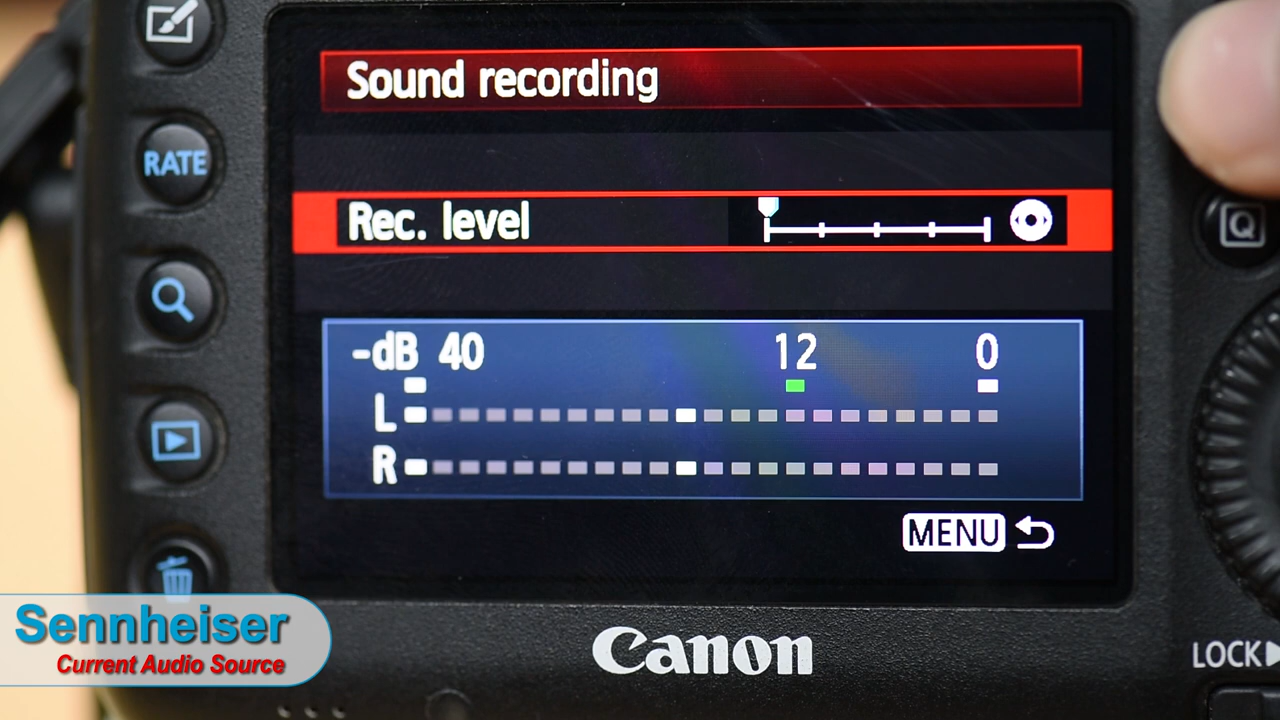 Sound recording
RATE
Rec. level
Q
-dB 40 12 0
L
R
MENU
Canon
LOCK
Sennheiser
Current Audio Source